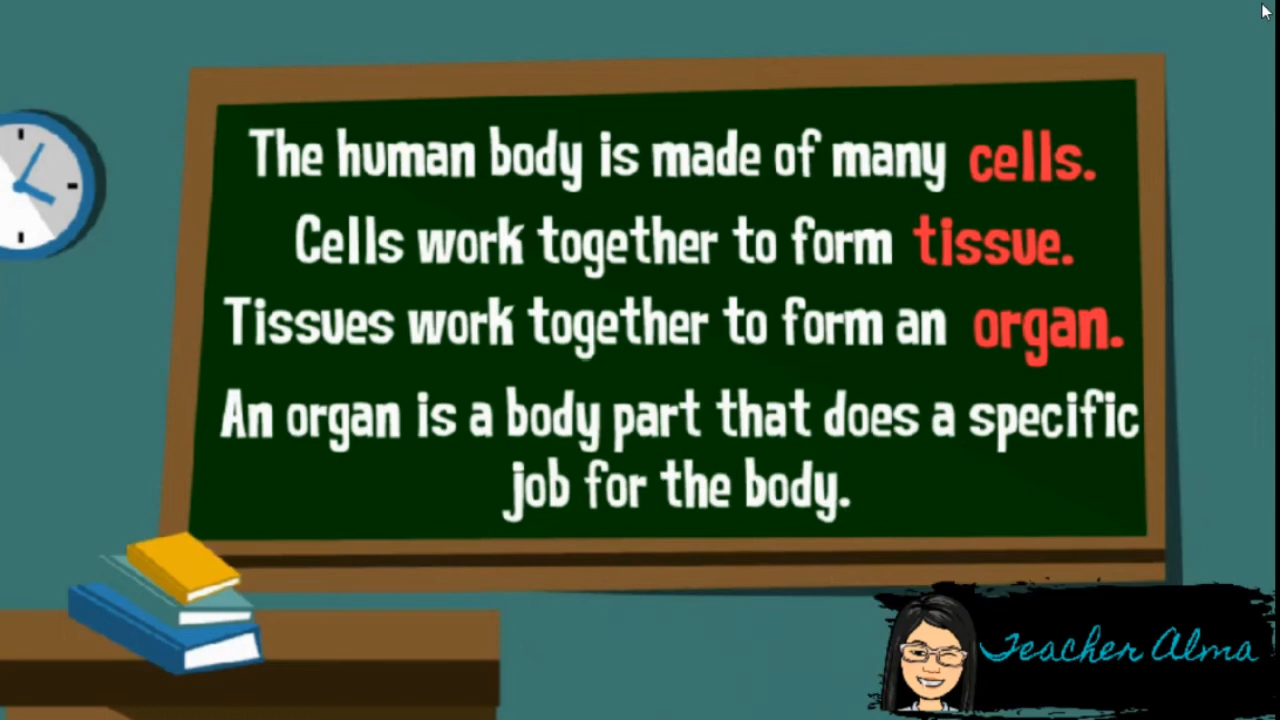 The human body is made of many cells.
Cells work together to form tissue.
Tissues work together to form an organ.
An organ is a body part that does a specific
job for the body.
Teacher Alma